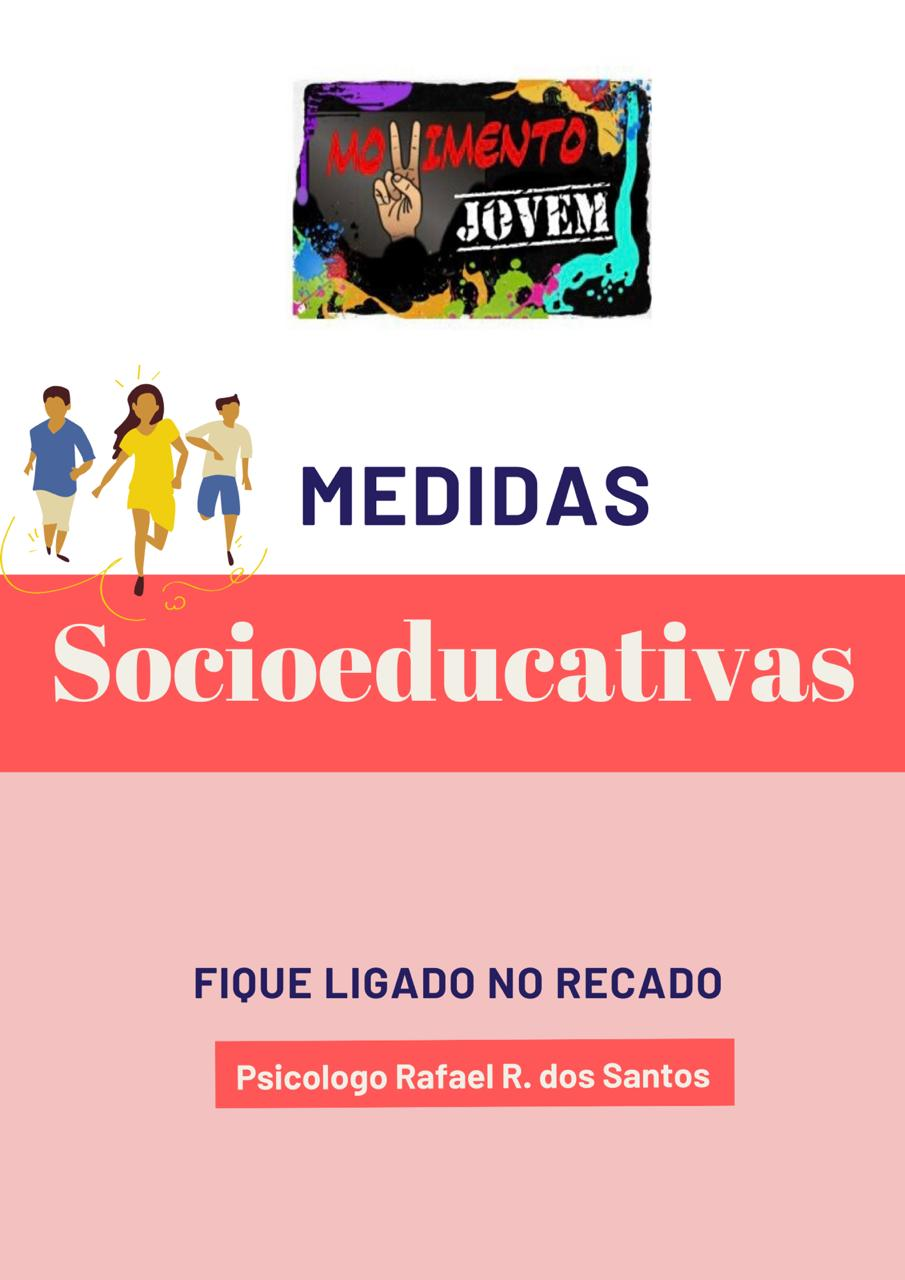 MOVIMENTO
JOVEM
MEDIDAS
Socioeducativas
FIQUE LIGADO NO RECADO
Psicologo Rafael R. dos Santos